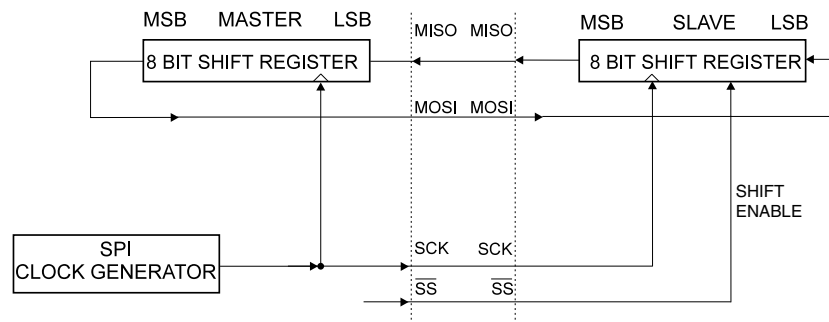 MSB MASTER LSB
MISO MISO
MSB SLAVE LSB
8 BIT SHIFT REGISTER
8 BIT SHIFT REGISTER
MOSI MOSI
SHIFT
ENABLE
SPI
CLOCK GENERATOR
SCK SCK
SS SS